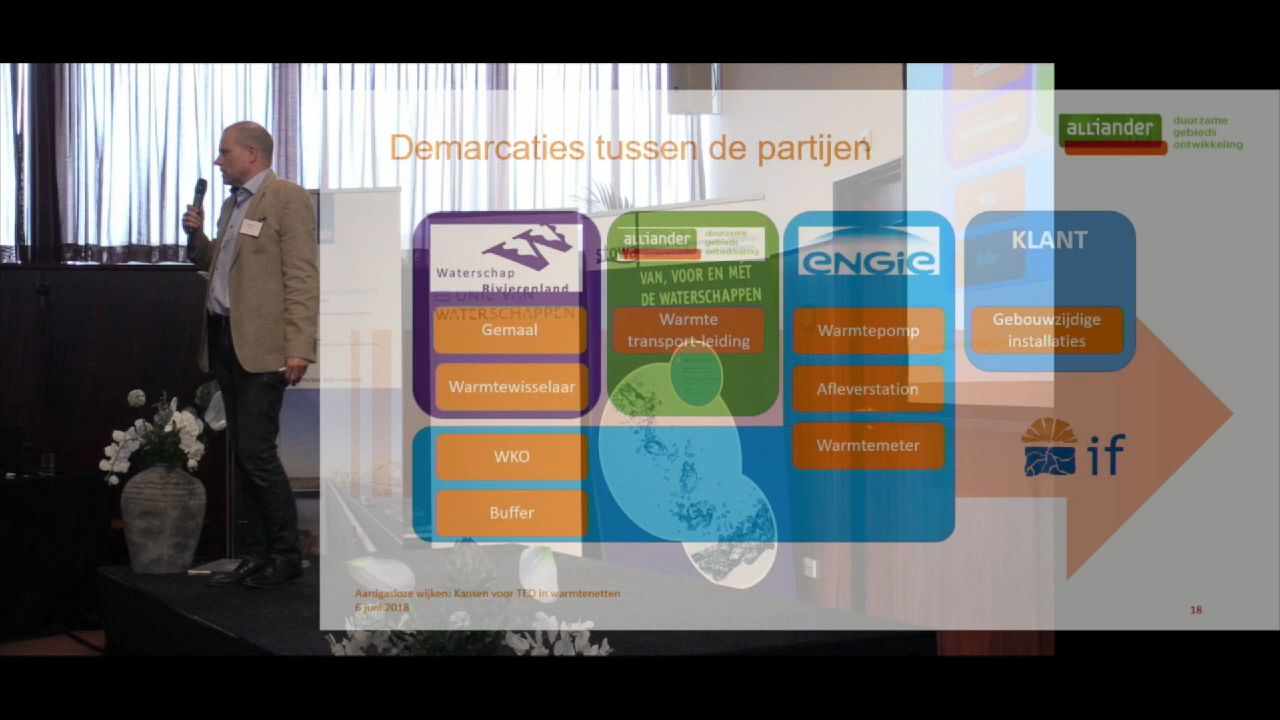 Demarcaties tussen de partijen
alliander
duurzame
gebieds
ontwikkeling
Waterschap
Rivierenland
UNIE VAN
WATERSCHAPPEN
Gemaal
Warmtewisselaar
WKO
Buffer
stowa
alliander
duurzame
gebieds
ontwikkeling
VAN, VOOR EN MÉT
DE WATERSCHAPPEN
Warmte
transport-leiding
ENGIE
Warmtepomp
Afleverstation
Warmtemeter
KLANT
Gebouwzijdige
installaties
Buffer
if
Aardgasloze wijken: Kansen voor TEO in warmtenetten
6 juni 2018
18